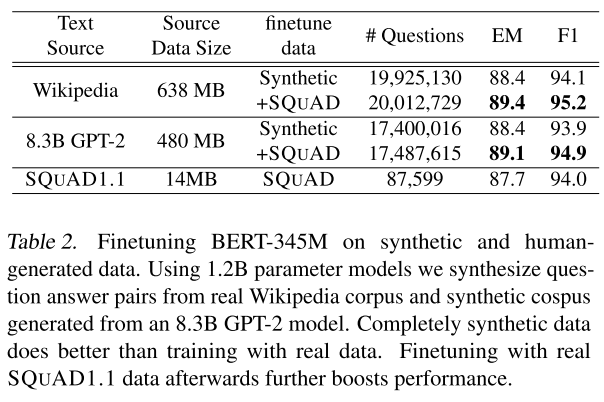 Text Source Source Data Size finetune data # Questions EM F1
Wikipedia 638 MB Synthetic 19,925,130 88.4 94.1
+SQUAD 20,012,729 89.4 95.2
8.3B GPT-2 480 MB Synthetic 17,400,016 88.4 93.9
+SQUAD 17,487,615 89.1 94.9
SQUAD1.1 14MB SQUAD 87,599 87.7 94.0
Table 2. Finetuning BERT-345M on synthetic and human-
generated data. Using 1.2B parameter models we synthesize ques-
tion answer pairs from real Wikipedia corpus and synthetic cospus
generated from an 8.3B GPT-2 model. Completely synthetic data
does better than training with real data. Finetuning with real
SQUAD1.1 data afterwards further boosts performance.